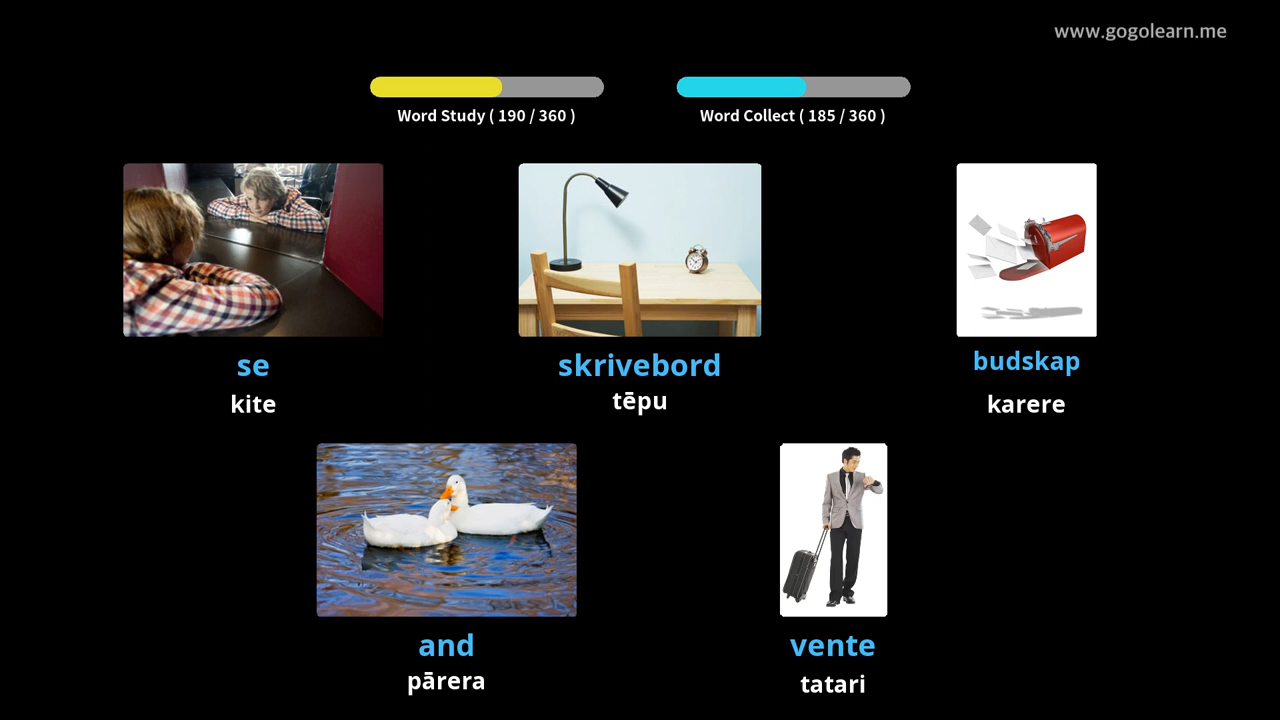 www.gogolearn.me
Word Study ( 190 / 360 )
Word Collect ( 185 / 360 )
se
kite
skrivebord
tēpu
budskap
karere
and
pārera
vente
tatari